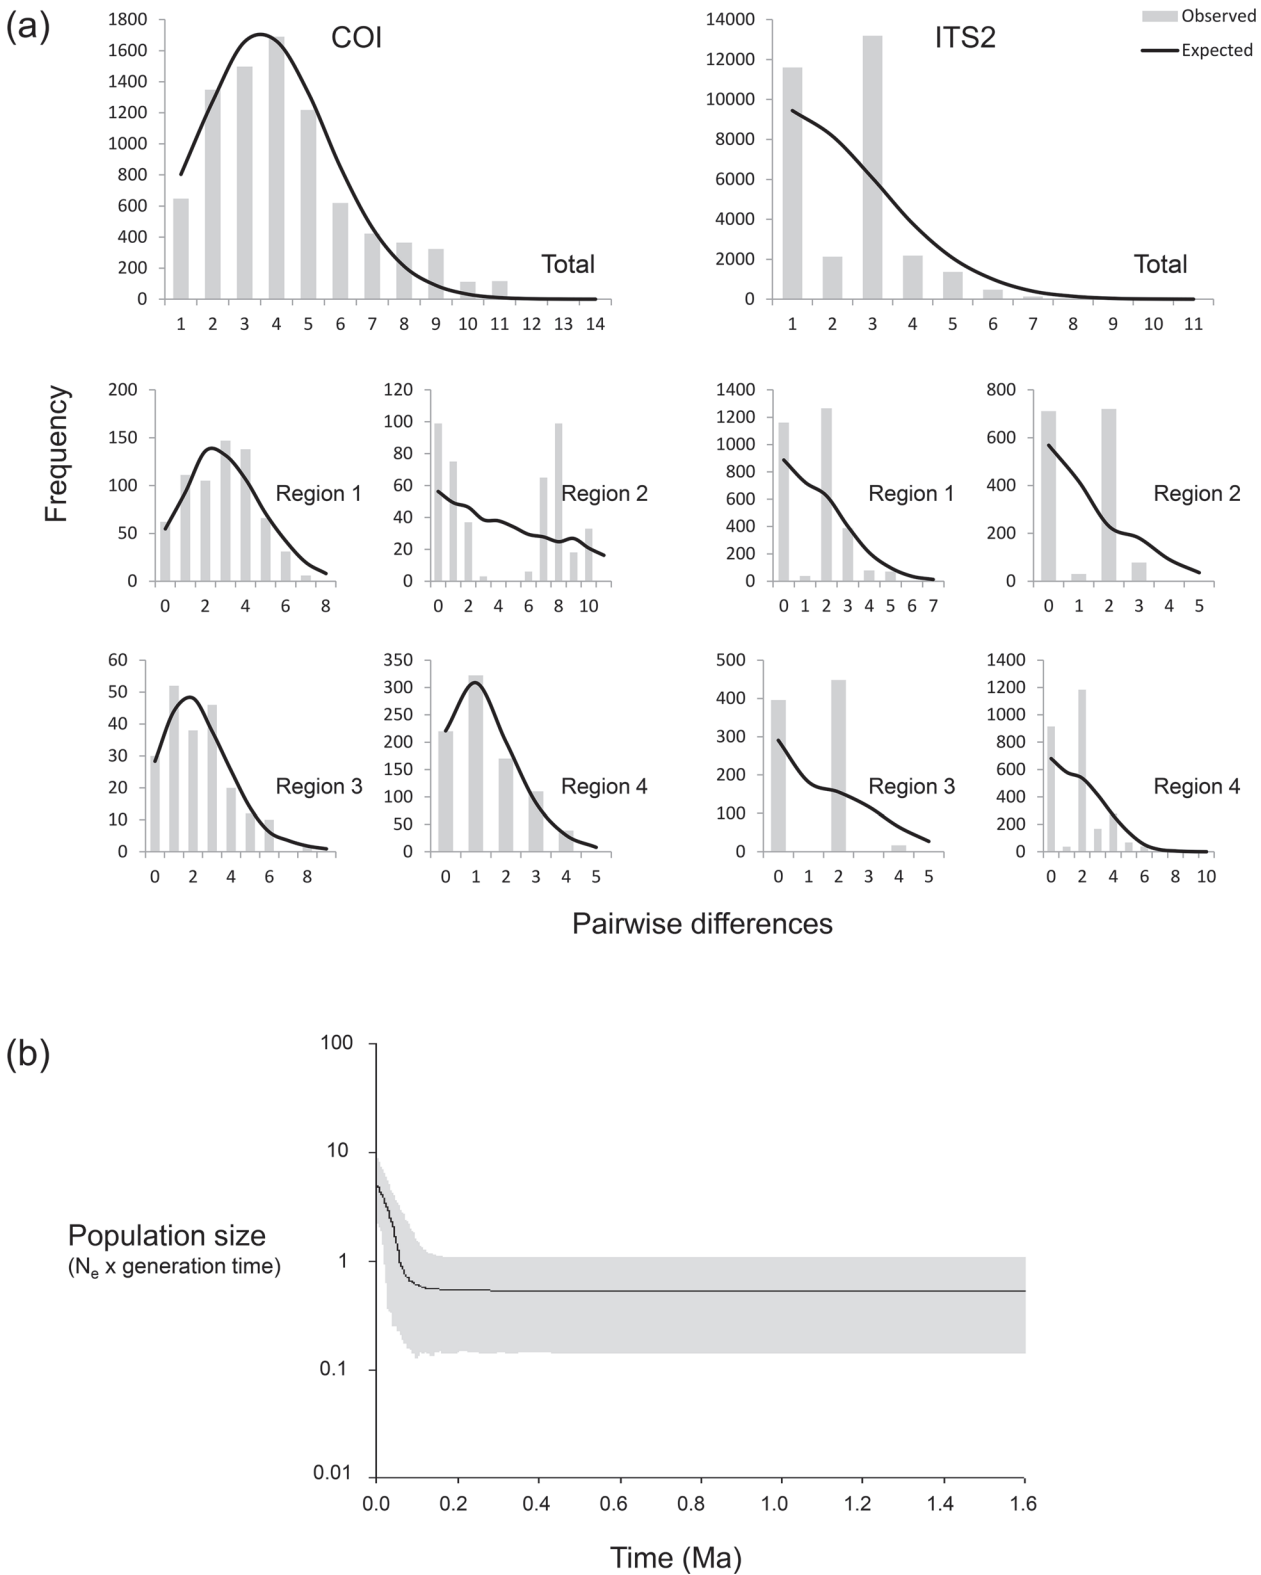 (a)
COI
ITS2
Observed
Expected
1800
1600
1400
1200
1000
800
600
400
200
0
Total
1 2 3 4 5 6 7 8 9 10 11 12 13 14
14000
12000
10000
8000
6000
4000
2000
0
Total
1 2 3 4 5 6 7 8 9 10 11
Frequency
200
150
100
50
0
Region 1
0 2 4 6 8
120
100
80
60
40
20
0
Region 2
0 2 4 6 8 10
1400
1200
1000
800
600
400
200
0
Region 1
0 1 2 3 4 5 6 7
800
600
400
200
0
Region 2
0 1 2 3 4 5
60
50
40
30
20
10
0
Region 3
0 2 4 6 8
350
300
250
200
150
100
50
0
Region 4
0 1 2 3 4 5
500
400
300
200
100
0
Region 3
0 1 2 3 4 5
1400
1200
1000
800
600
400
200
0
Region 4
0 2 4 6 8 10
Pairwise differences
(b)
100
10
1
0.1
0.01
Population size
(Ne x generation time)
0.0 0.2 0.4 0.6 0.8 1.0 1.2 1.4 1.6
Time (Ma)